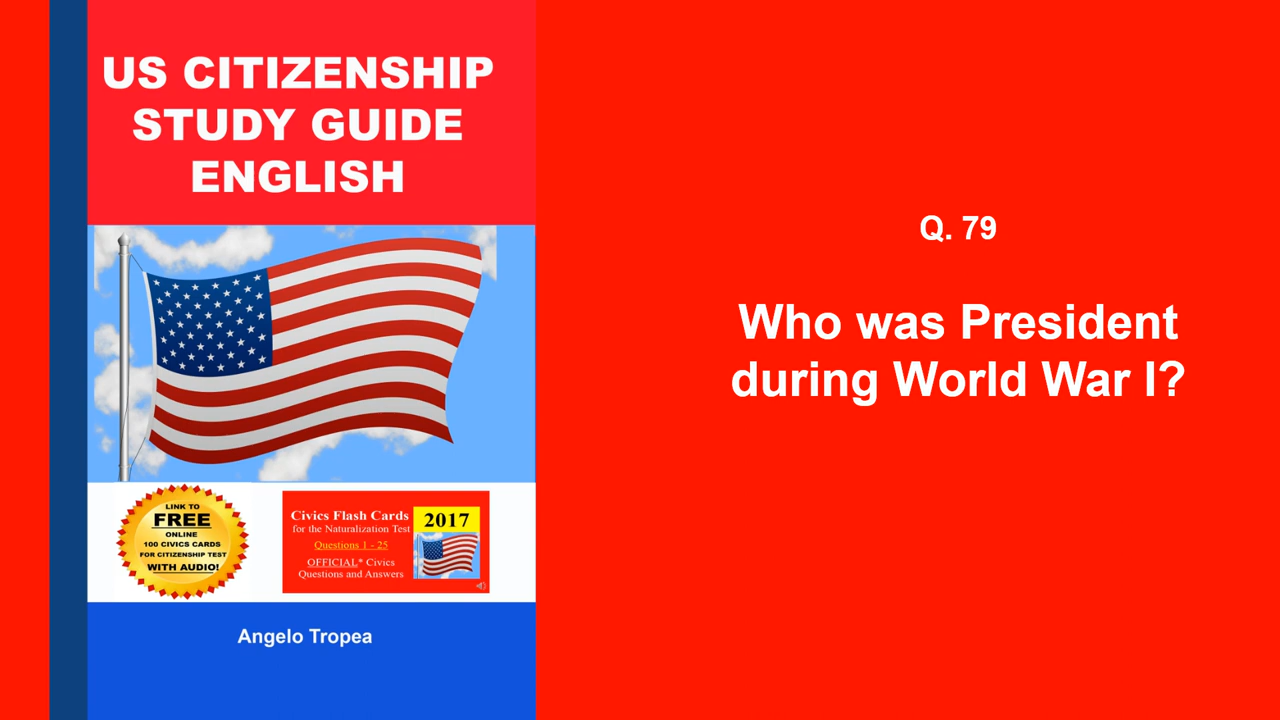 US CITIZENSHIP
STUDY GUIDE
ENGLISH
LINK TO
FREE
ONLINE
100 CIVICS CARDS
FOR CITIZENSHIP TEST
WITH AUDIO!
Civics Flash Cards
for the Naturalization Test
Questions 1 - 25
OFFICIAL* Civics
Questions and Answers
2017
Angelo Tropea
Q. 79
Who was President
during World War I?